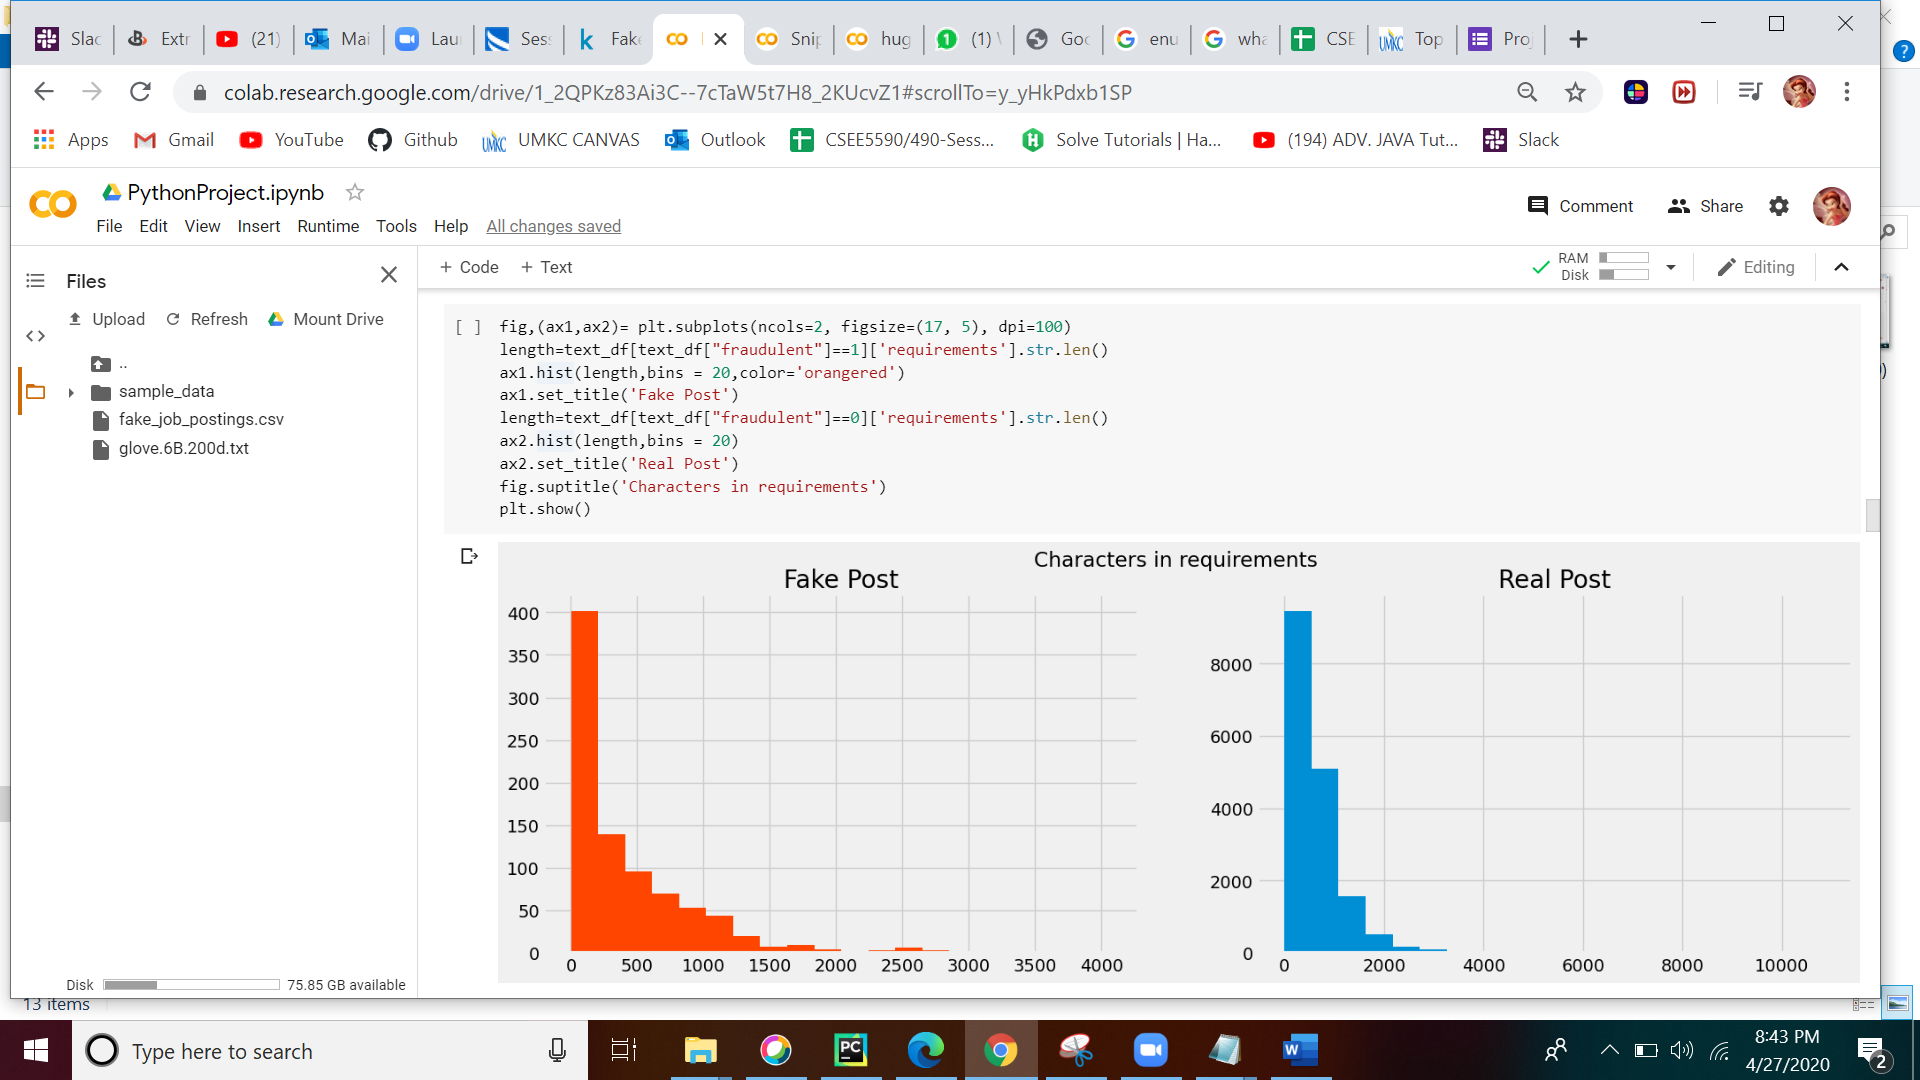 Slac
Extr
(21)
Mai
Lau
Sess
Fake
Snip
hug
(1)
Goo
enu
wha
CSE
Top
Proj
colab.research.google.com/drive/1_2QPKz83Ai3C--7cTaW5t7H8_2KUcvZ1#scrollTo=y_yHkPdxb1SP
Apps Gmail YouTube Github UMKC CANVAS Outlook CSEE5590/490-Sess... Solve Tutorials | Ha... (194) ADV. JAVA Tut... Slack
PythonProject.ipynb
Comment Share
File Edit View Insert Runtime Tools Help All changes saved
Files
+ Code + Text
RAM
Disk
Editing
Upload Refresh Mount Drive
..
sample_data
fake_job_postings.csv
glove.6B.200d.txt
[ ] fig,(ax1,ax2)= plt.subplots(ncols=2, figsize=(17, 5), dpi=100)
length=text_df[text_df["fraudulent"]==1]['requirements'].str.len()
ax1.hist(length,bins = 20,color='orangered')
ax1.set_title('Fake Post')
length=text_df[text_df["fraudulent"]==0]['requirements'].str.len()
ax2.hist(length,bins = 20)
ax2.set_title('Real Post')
fig.suptitle('Characters in requirements')
plt.show()
Characters in requirements
Fake Post
400
350
300
250
200
150
100
50
0
0 500 1000 1500 2000 2500 3000 3500 4000
Real Post
8000
6000
4000
2000
0
0 2000 4000 6000 8000 10000
Disk 75.85 GB available
13 items
Type here to search
PC
W
8:43 PM
4/27/2020
2